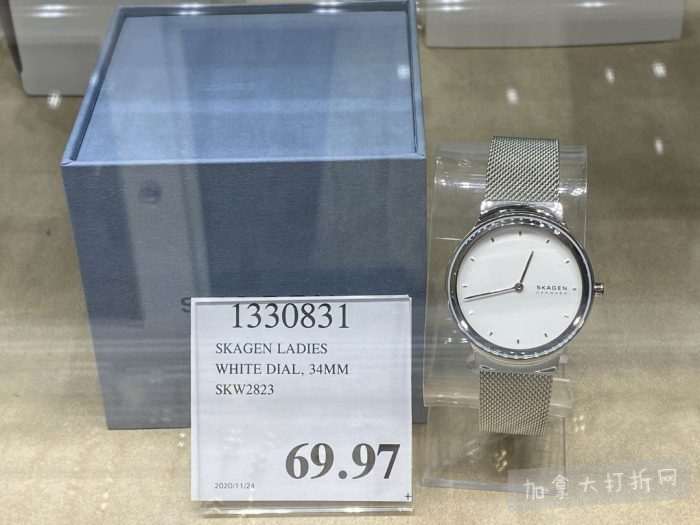 1330831
SKAGEN LADIES
WHITE DIAL, 34MM
SKW2823
69.97
2020/11/24
SKAGEN
DENMARK
加拿大打折网